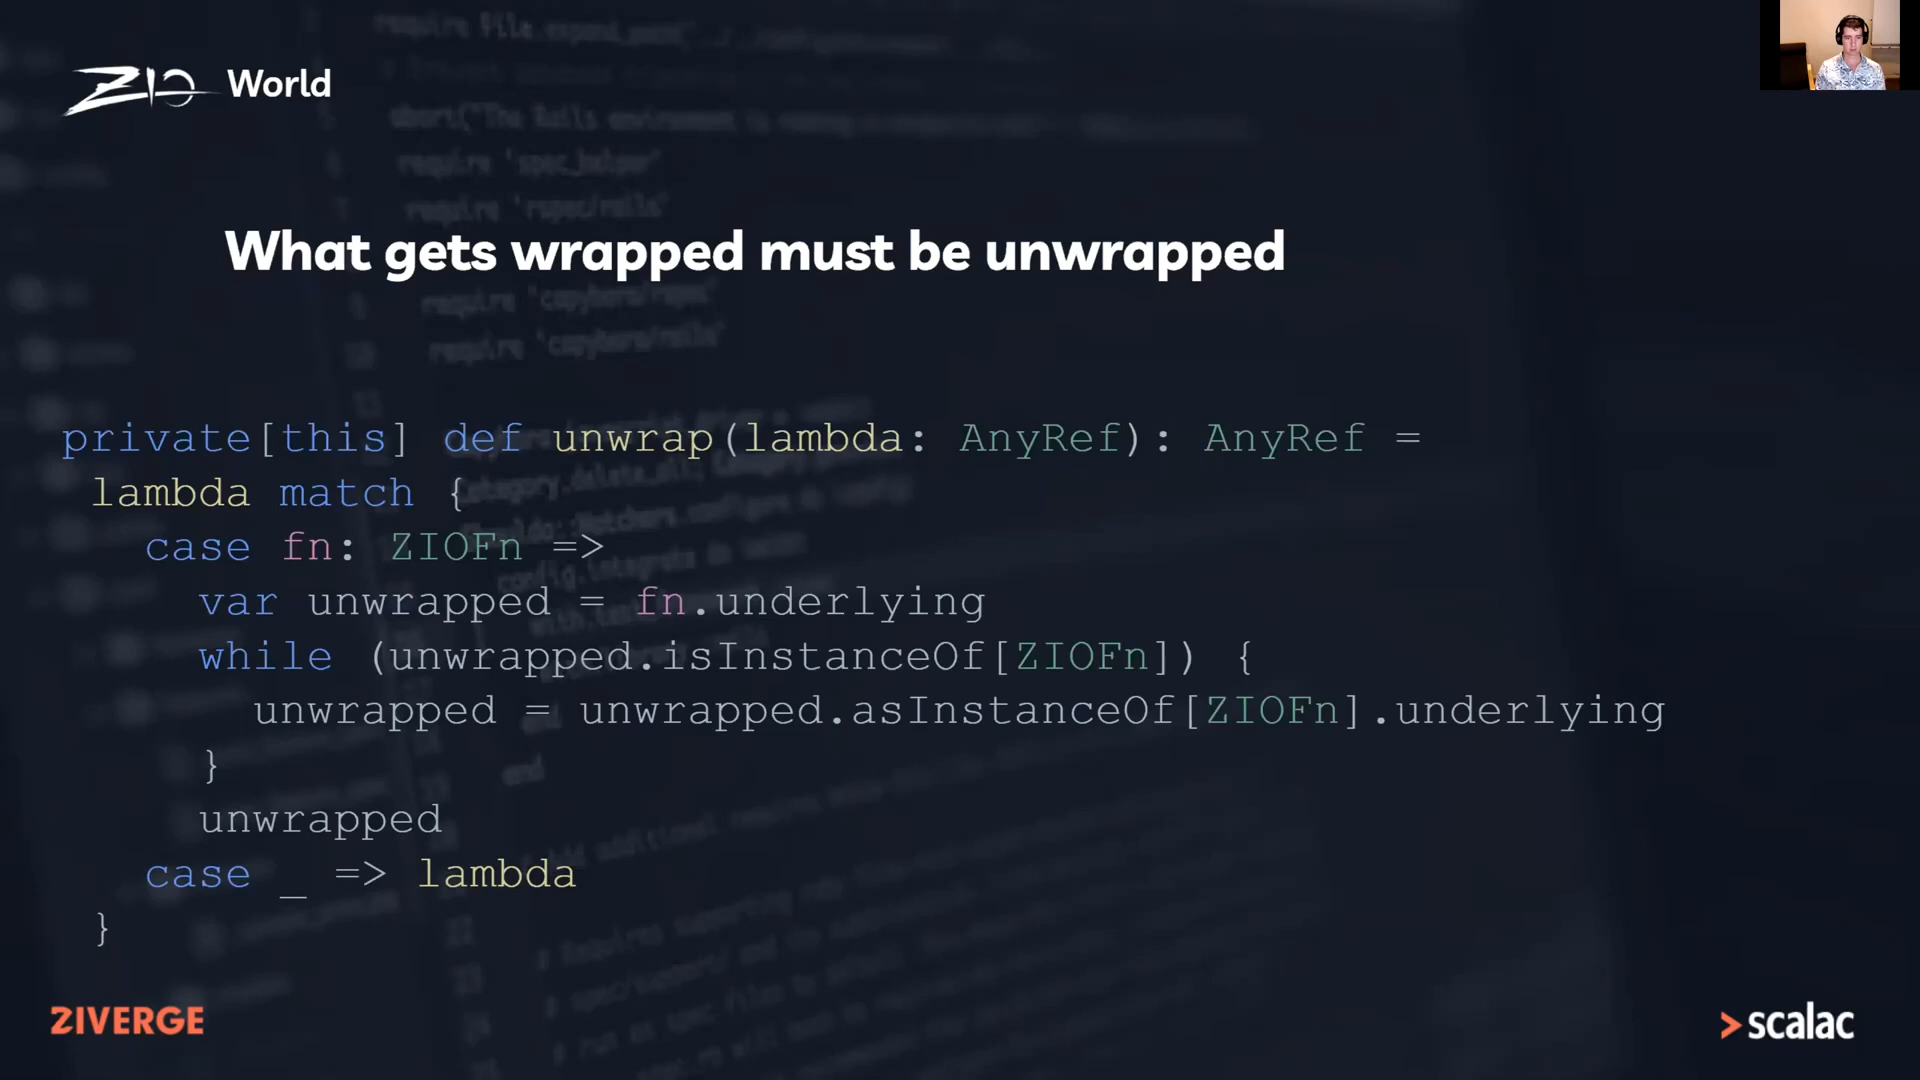 ZIO World
What gets wrapped must be unwrapped
private[this] def unwrap(lambda: AnyRef): AnyRef =
lambda match {
case fn: ZIOFn =>
var unwrapped = fn.underlying
while (unwrapped.isInstanceOf[ZIOFn]) {
unwrapped = unwrapped.asInstanceOf[ZIOFn].underlying
}
unwrapped
case _ => lambda
}
ZIVERGE
scalac